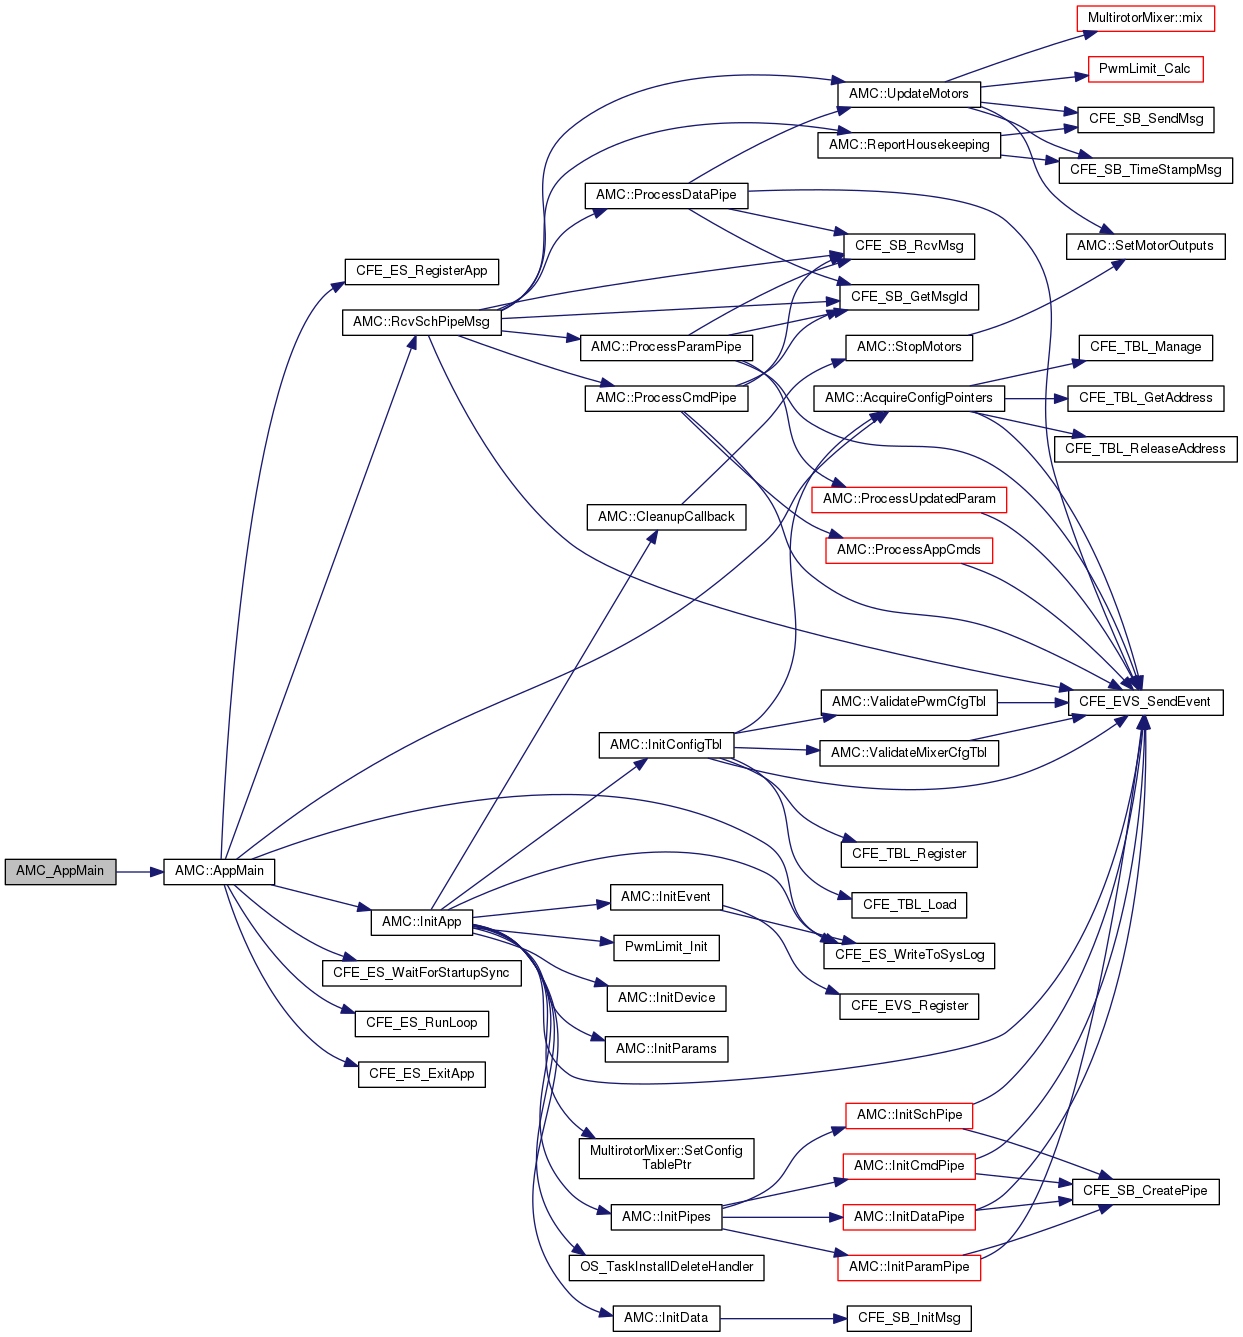 MultirotorMixer::mix
PwmLimit_Calc
AMC::UpdateMotors
CFE_SB_SendMsg
AMC::ReportHousekeeping
CFE_SB_TimeStampMsg
AMC::ProcessDataPipe
CFE_SB_RcvMsg
AMC::SetMotorOutputs
CFE_ES_RegisterApp
CFE_SB_GetMsgId
AMC::RcvSchPipeMsg
AMC::ProcessParamPipe
AMC::StopMotors
CFE_TBL_Manage
AMC::ProcessCmdPipe
AMC::AcquireConfigPointers
CFE_TBL_GetAddress
CFE_TBL_ReleaseAddress
AMC::ProcessUpdatedParam
AMC::CleanupCallback
AMC::ProcessAppCmds
AMC::ValidatePwmCfgTbl
CFE_EVS_SendEvent
AMC::InitConfigTbl
AMC::ValidateMixerCfgTbl
CFE_TBL_Register
AMC_AppMain
AMC::AppMain
AMC::InitEvent
CFE_TBL_Load
AMC::InitApp
PwmLimit_Init
CFE_ES_WriteToSysLog
CFE_ES_WaitForStartupSync
AMC::InitDevice
CFE_EVS_Register
CFE_ES_RunLoop
AMC::InitParams
CFE_ES_ExitApp
AMC::InitSchPipe
MultirotorMixer::SetConfig
TablePtr
AMC::InitCmdPipe
CFE_SB_CreatePipe
AMC::InitPipes
AMC::InitDataPipe
OS_TaskInstallDeleteHandler
AMC::InitParamPipe
AMC::InitData
CFE_SB_InitMsg